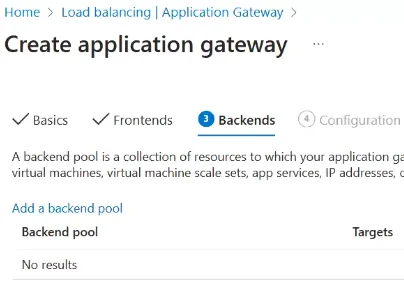 Home > Load balancing | Application Gateway >
Create application gateway ...
Basics Frontends 3 Backends 4 Configuration
A backend pool is a collection of resources to which your application
virtual machines, virtual machine scale sets, app services, IP addresses,
Add a backend pool
Backend pool Targets
No results